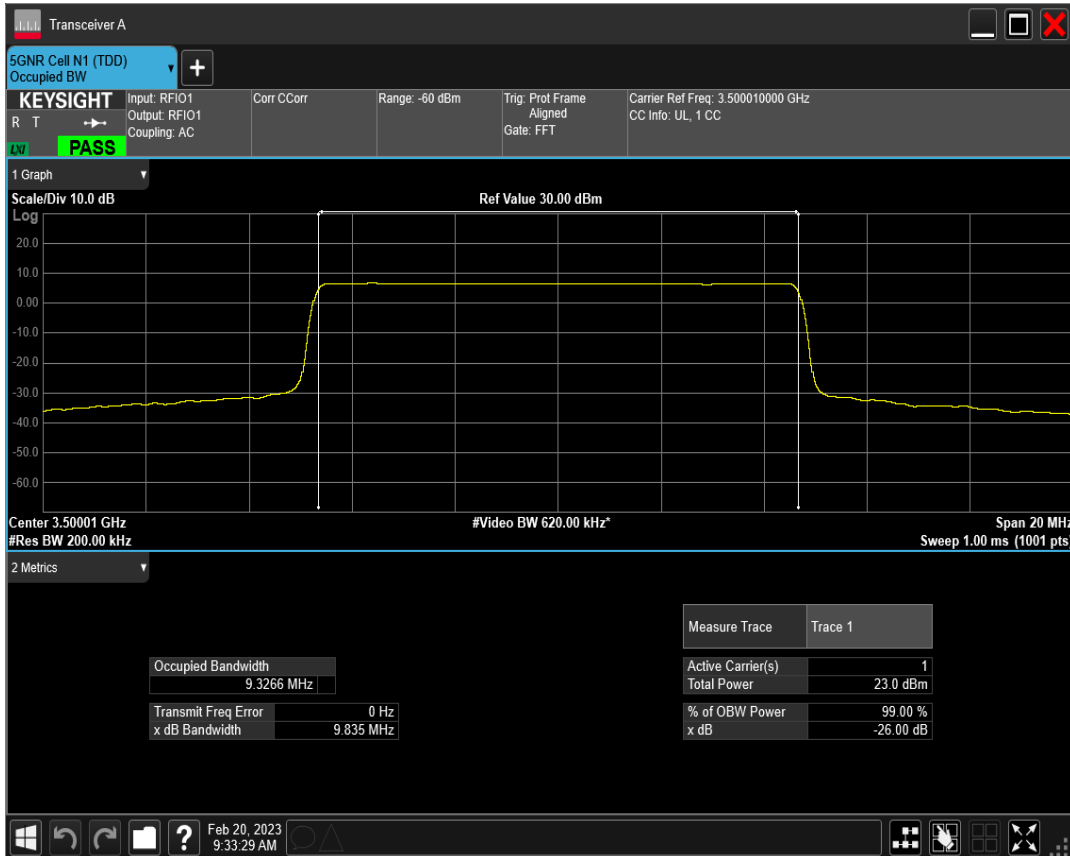 Transceiver A
5GNR Cell N1 (TDD)
Occupied BW
+
KEYSIGHT
R T
LXI
PASS
Input: RFIO1
Output: RFIO1
Coupling: AC
Corr CCorr
Range: -60 dBm
Trig: Prot Frame
Aligned
Gate: FFT
Carrier Ref Freq: 3.500010000 GHz
CC Info: UL, 1 CC
1 Graph
Scale/Div 10.0 dB
Ref Value 30.00 dBm
Log
20.0
10.0
0.00
-10.0
-20.0
-30.0
-40.0
-50.0
-60.0
Center 3.50001 GHz
#Video BW 620.00 kHz*
Span 20 MHz
#Res BW 200.00 kHz
Sweep 1.00 ms (1001 pts)
2 Metrics
Measure Trace Trace 1
Occupied Bandwidth
9.3266 MHz
Active Carrier(s) 1
Total Power 23.0 dBm
Transmit Freq Error 0 Hz
x dB Bandwidth 9.835 MHz
% of OBW Power 99.00 %
x dB -26.00 dB
?
Feb 20, 2023
9:33:29 AM